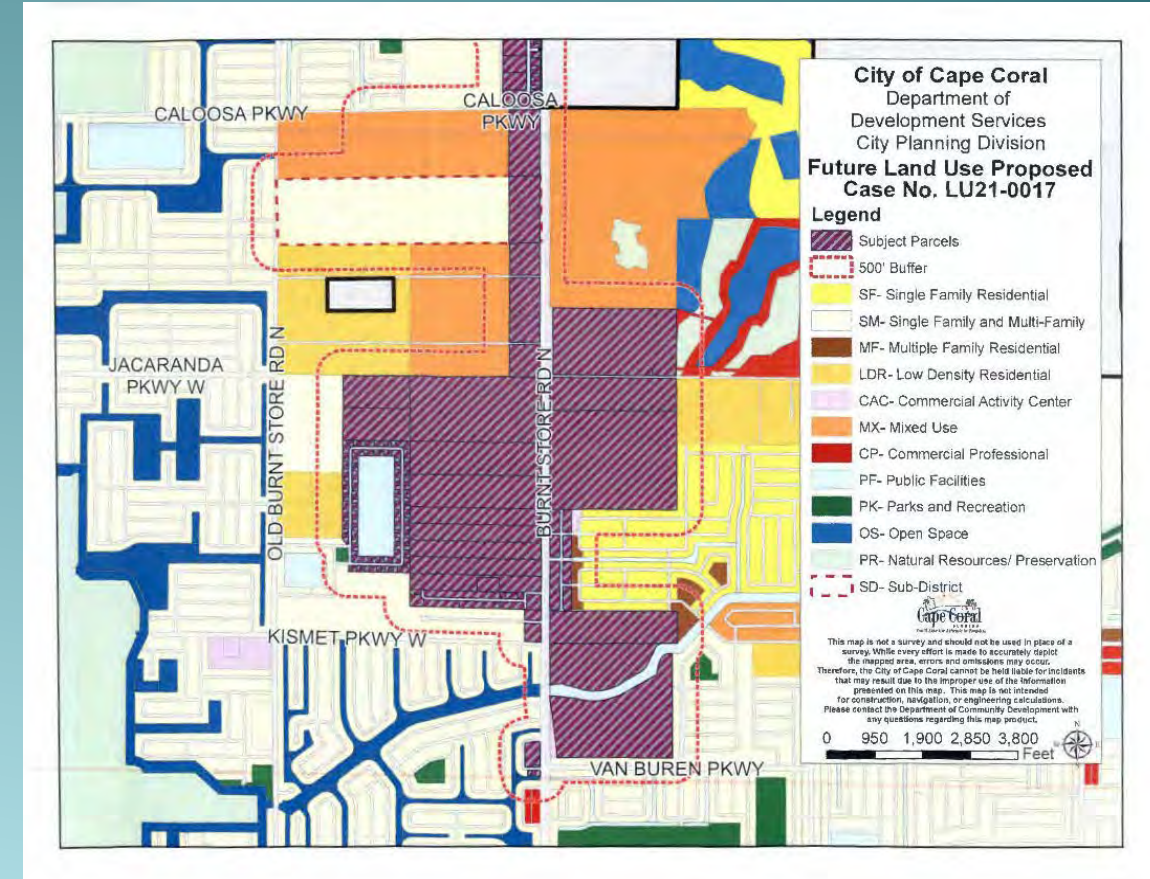 CALOOSA PKWY
CALOOSA
PKWY
JACARANDA
PKWY W
OLD BURNT STORE RD N
BURNT STORE RD N
KISMET PKWY W
VAN BUREN PKWY
City of Cape Coral
Department of
Development Services
City Planning Division
Future Land Use Proposed
Case No. LU21-0017
Legend
Subject Parcels
500' Buffer
SF- Single Family Residential
SM- Single Family and Multi-Family
MF- Multiple Family Residential
LDR- Low Density Residential
CAC- Commercial Activity Center
MX- Mixed Use
CP- Commercial Professional
PF- Public Facilities
PK- Parks and Recreation
OS- Open Space
PR- Natural Resources/ Preservation
SD- Sub-District
Cape Coral
This map is not a survey and should not be used in place of a
survey. While every effort is made to accurately depict
the mapped area, errors and omissions may occur.
Therefore, the City of Cape Coral cannot be held liable for incidents
that may result due to the improper use of the information
presented on this map. This map is not intended
for construction, navigation, or engineering calculations.
Please contact the Department of Community Development with
any questions regarding this map product.
0 950 1,900 2,850 3,800
Feet
N